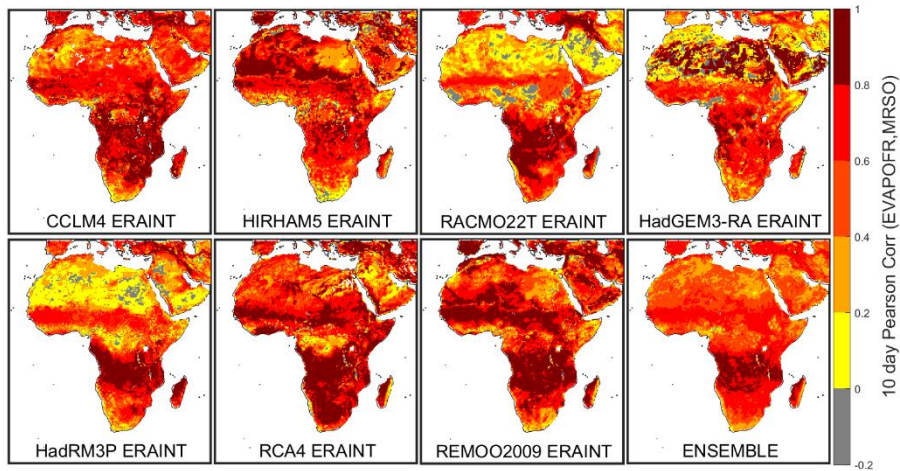 CCLM4 ERAINT
HIRHAM5 ERAINT
RACMO22T ERAINT
HadGEM3-RA ERAINT
HadRM3P ERAINT
RCA4 ERAINT
REMOO2009 ERAINT
ENSEMBLE
1
0.8
0.6
0.4
0.2
0
-0.2
10 day Pearson Corr (EVAPOFR,MRSO)